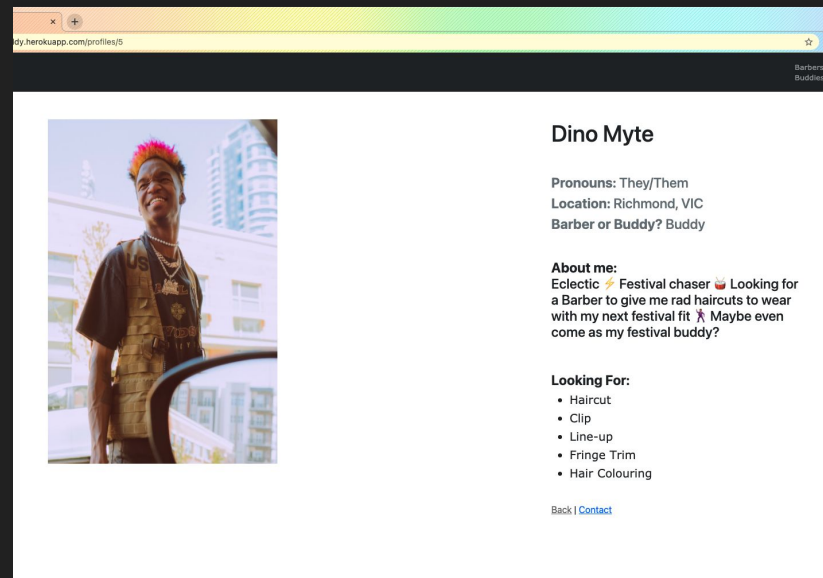 dy.herokuapp.com/profiles/5
Barbers
Buddies
Dino Myte
Pronouns: They/Them
Location: Richmond, VIC
Barber or Buddy? Buddy
About me:
Eclectic ⚡ Festival chaser 🥁 Looking for
a Barber to give me rad haircuts to wear
with my next festival fit 🕺 Maybe even
come as my festival buddy?
Looking For:
• Haircut
• Clip
• Line-up
• Fringe Trim
• Hair Colouring
Back | Contact
US